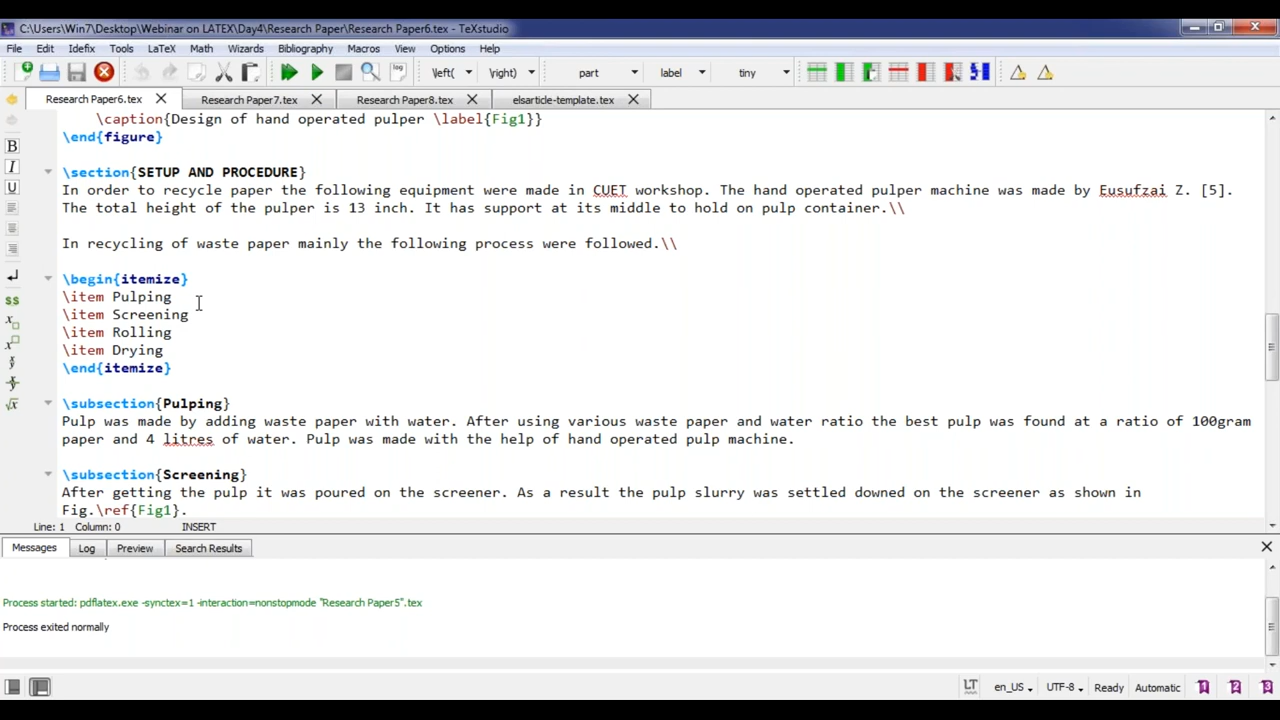 C:\Users\Win7\Desktop\Webinar on LATEX\Day4\Research Paper\Research Paper6.tex - TeXstudio
File Edit Idefix Tools LaTeX Math Wizards Bibliography Macros View Options Help
log \left( \right) part label tiny
Research Paper6.tex Research Paper7.tex Research Paper8.tex elsarticle-template.tex
\caption{Design of hand operated pulper \label{Fig1}}
\end{figure}
\section{SETUP AND PROCEDURE}
In order to recycle paper the following equipment were made in CUET workshop. The hand operated pulper machine was made by Eusufzai Z. [5].
The total height of the pulper is 13 inch. It has support at its middle to hold on pulp container.\\
In recycling of waste paper mainly the following process were followed.\\
\begin{itemize}
\item Pulping
\item Screening
\item Rolling
\item Drying
\end{itemize}
\subsection{Pulping}
Pulp was made by adding waste paper with water. After using various waste paper and water ratio the best pulp was found at a ratio of 100gram
paper and 4 litres of water. Pulp was made with the help of hand operated pulp machine.
\subsection{Screening}
After getting the pulp it was poured on the screener. As a result the pulp slurry was settled downed on the screener as shown in
Fig.\ref{Fig1}.
Line: 1 Column: 0 INSERT
Messages Log Preview Search Results
Process started: pdflatex.exe -synctex=1 -interaction=nonstopmode "Research Paper5".tex
Process exited normally
LT en_US UTF-8 Ready Automatic 1 2 3